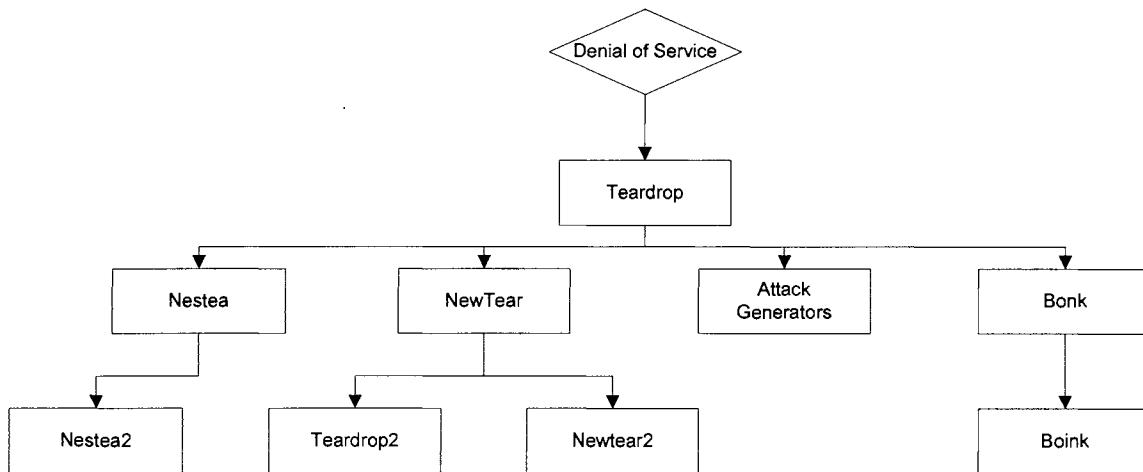 Denial of Service
Teardrop
Nestea
NewTear
Attack
Generators
Bonk
Nestea2
Teardrop2
Newtear2
Boink